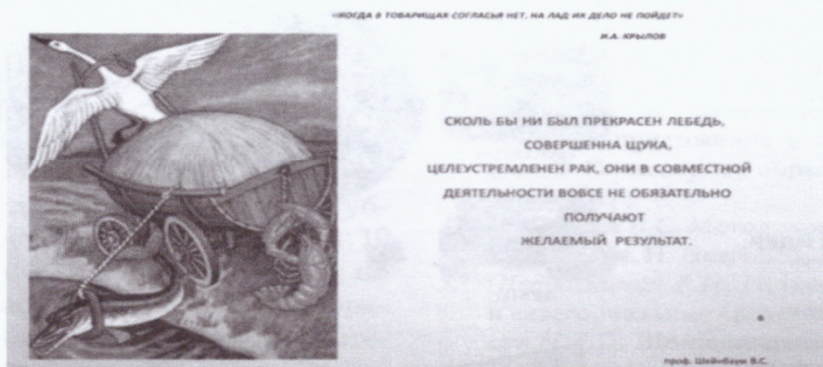 «КОГДА В ТОВАРИЩАХ СОГЛАСЬЯ НЕТ, НА ЛАД ИХ ДЕЛО НЕ ПОЙДЕТ»
И.А. КРЫЛОВ
СКОЛЬ БЫ НИ БЫЛ ПРЕКРАСЕН ЛЕБЕДЬ,
СОВЕРШЕННА ЩУКА,
ЦЕЛЕУСТРЕМЛЕНЕН РАК, ОНИ В СОВМЕСТНОЙ
ДЕЯТЕЛЬНОСТИ ВОВСЕ НЕ ОБЯЗАТЕЛЬНО
ПОЛУЧАЮТ
ЖЕЛАЕМЫЙ РЕЗУЛЬТАТ.
проф. Шейнбаум В.С.